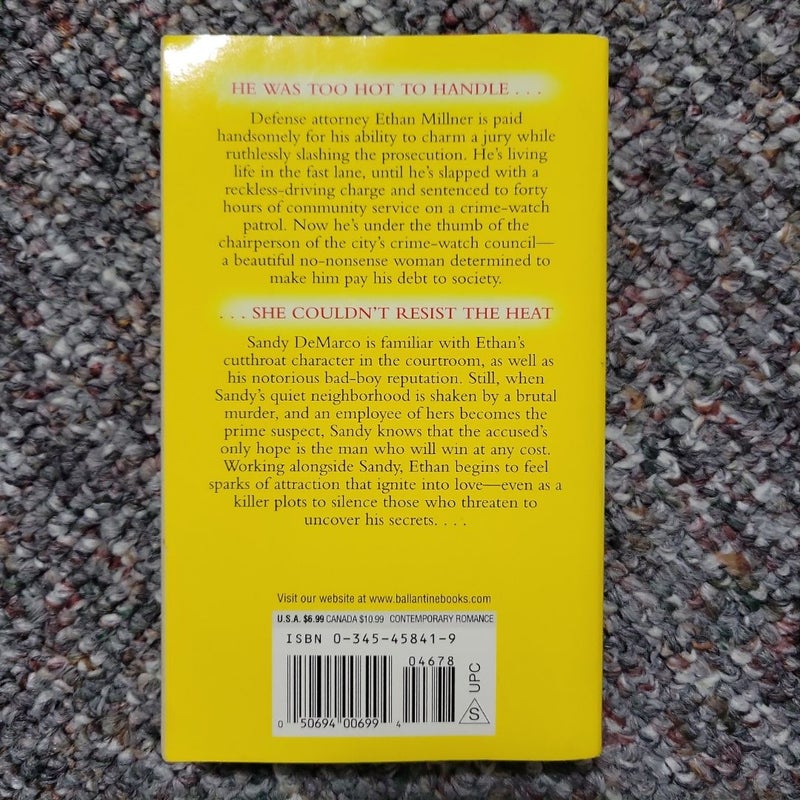 HE WAS TOO HOT TO HANDLE . . .
Defense attorney Ethan Millner is paid
handsomely for his ability to charm a jury while
ruthlessly slashing the prosecution. He's living
life in the fast lane, until he's slapped with a
reckless-driving charge and sentenced to forty
hours of community service on a crime-watch
patrol. Now he's under the thumb of the
chairperson of the city's crime-watch council—
a beautiful no-nonsense woman determined to
make him pay his debt to society.
. . . SHE COULDN'T RESIST THE HEAT
Sandy DeMarco is familiar with Ethan's
cutthroat character in the courtroom, as well as
his notorious bad-boy reputation. Still, when
Sandy's quiet neighborhood is shaken by a brutal
murder, and an employee of hers becomes the
prime suspect, Sandy knows that the accused's
only hope is the man who will win at any cost.
Working alongside Sandy, Ethan begins to feel
sparks of attraction that ignite into love—even as a
killer plots to silence those who threaten to
uncover his secrets. . . .
Visit our website at www.ballantinebooks.com
U.S.A. $6.99 CANADA $10.99 CONTEMPORARY ROMANCE
ISBN 0-345-45841-9
04678
0 50694 00699 4
S UPC